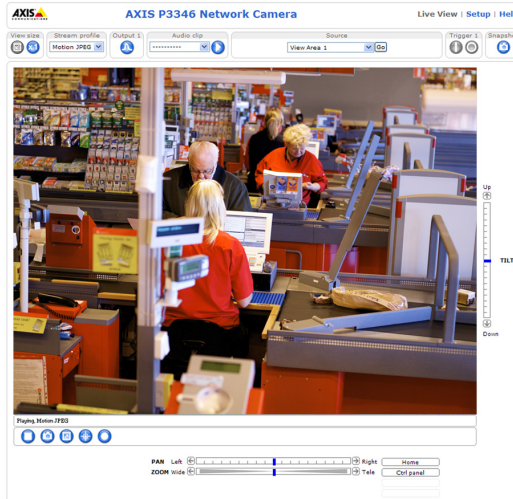 AXIS
COMMUNICATIONS
AXIS P3346 Network Camera
Live View | Setup | Hel
View size
Stream profile
Output 1
Audio clip
Source
Trigger 1
Snapsho
x1
Motion JPEG
----------
View Area 1
Go
Up
TILT
Down
Playing, Motion JPEG
PAN Left Right Home
ZOOM Wide Tele Ctrl panel